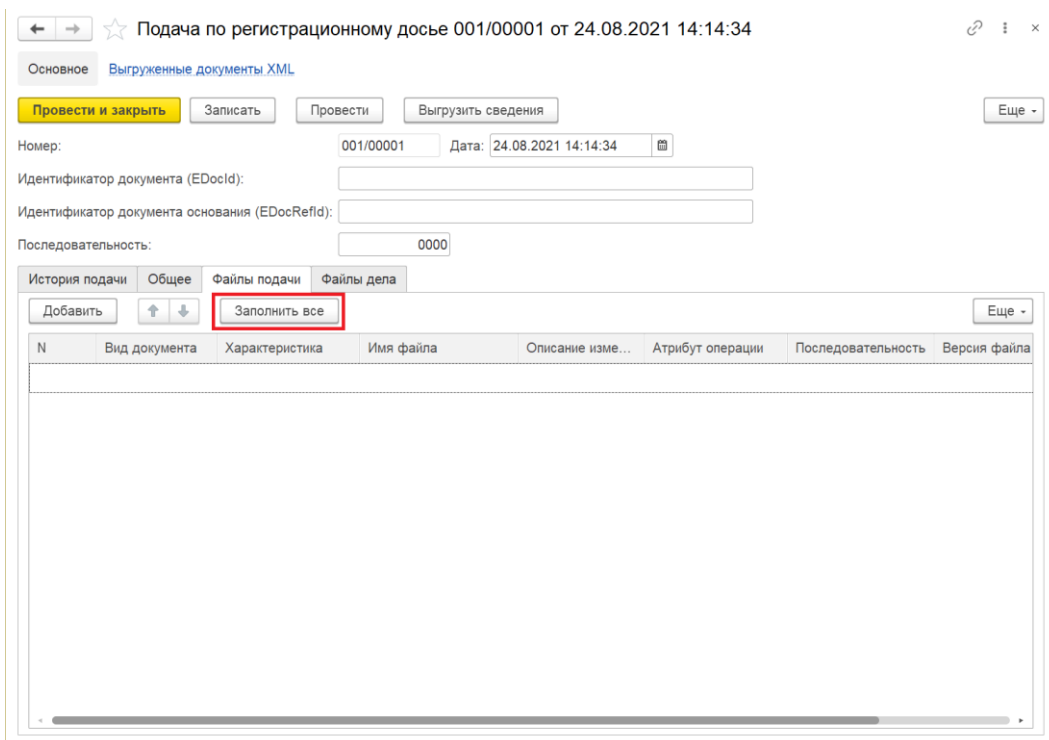 Подача по регистрационному досье 001/00001 от 24.08.2021 14:14:34
Основное Выгруженные документы XML
Провести и закрыть Записать Провести Выгрузить сведения Еще
Номер: 001/00001 Дата: 24.08.2021 14:14:34
Идентификатор документа (EDocId):
Идентификатор документа основания (EDocRefId):
Последовательность: 0000
История подачи Общее Файлы подачи Файлы дела
Добавить Заполнить все Еще
N Вид документа Характеристика Имя файла Описание изме... Атрибут операции Последовательность Версия файла